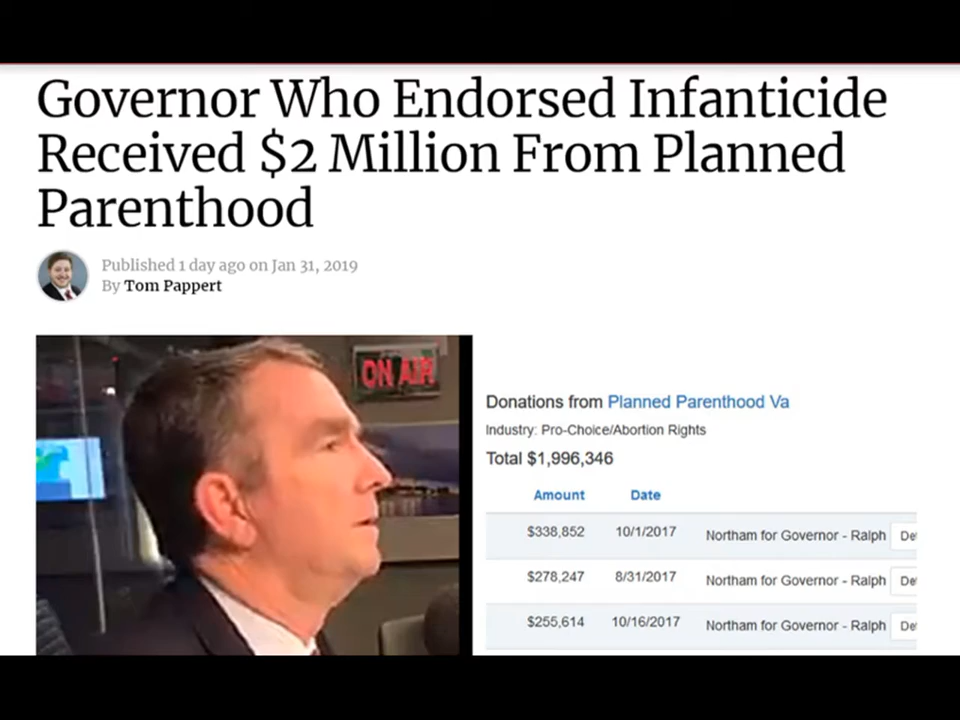 Governor Who Endorsed Infanticide
Received $2 Million From Planned
Parenthood
Published 1 day ago on Jan 31, 2019
By Tom Pappert
ON AIR
Donations from Planned Parenthood Va
Industry: Pro-Choice/Abortion Rights
Total $1,996,346
Amount Date
$338,852 10/1/2017 Northam for Governor - Ralph
$278,247 8/31/2017 Northam for Governor - Ralph
$255,614 10/16/2017 Northam for Governor - Ralph